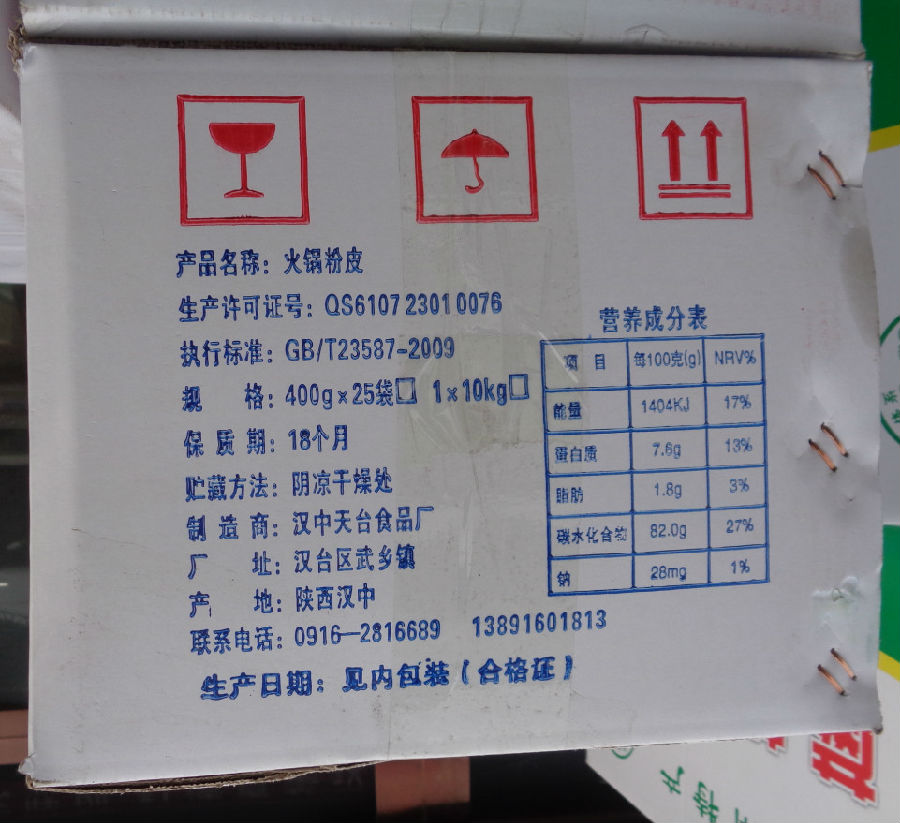 产品名称：火锅粉皮
生产许可证号：QS6107 2301 0076
执行标准：GB/T23587-2009
规 格：400g×25袋□ 1×10kg□
保质期：18个月
贮藏方法：阴凉干燥处
制造商：汉中天台食品厂
厂 址：汉台区武乡镇
产 地：陕西汉中
联系电话：0916—2816689 13891601813
生产日期：见内包装（合格证）
营养成分表
项 目 每100克(g) NRV%
能量 1404KJ 17%
蛋白质 7.6g 13%
脂肪 1.8g 3%
碳水化合物 82.0g 27%
钠 28mg 1%